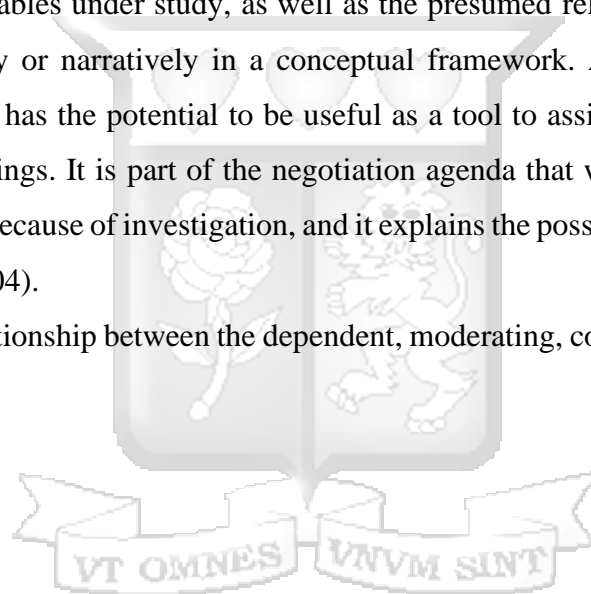 ables under study, as well as the presumed rel
y or narratively in a conceptual framework. A
has the potential to be useful as a tool to assi
ings. It is part of the negotiation agenda that w
ecause of investigation, and it explains the poss
04).
tionship between the dependent, moderating, co
VT OMNES VNVM SINT